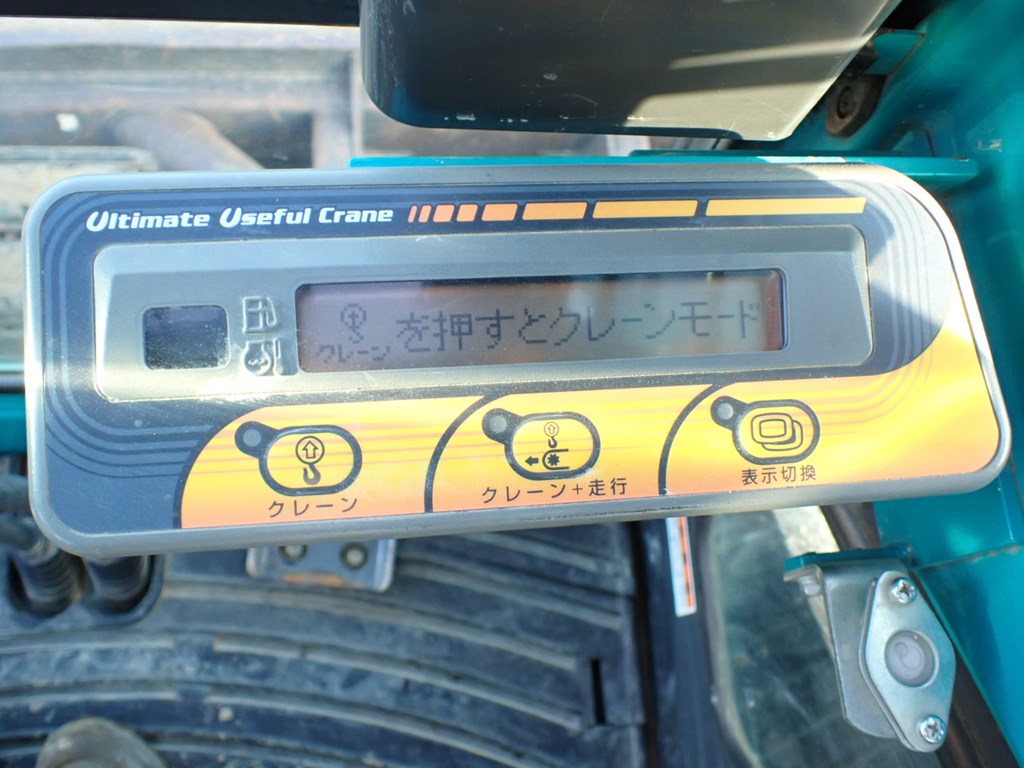 Ultimate Useful Crane
クレーン を押すとクレーンモード
クレーン
クレーン+走行
表示切換